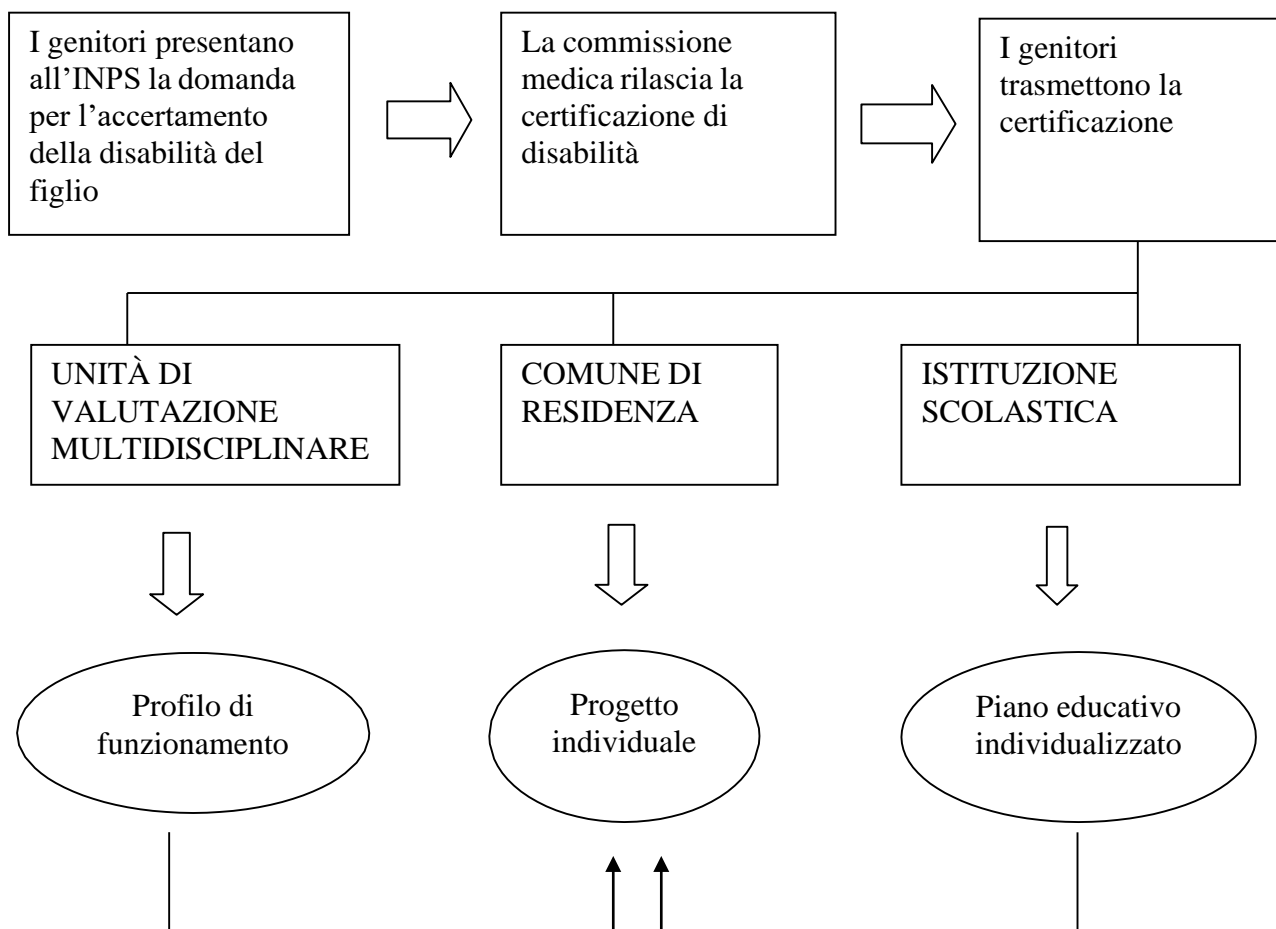 I genitori presentano
all’INPS la domanda
per l’accertamento
della disabilità del
figlio
La commissione
medica rilascia la
certificazione di
disabilità
I genitori
trasmettono la
certificazione
UNITÀ DI
VALUTAZIONE
MULTIDISCIPLINARE
COMUNE DI
RESIDENZA
ISTITUZIONE
SCOLASTICA
Profilo di
funzionamento
Progetto
individuale
Piano educativo
individualizzato